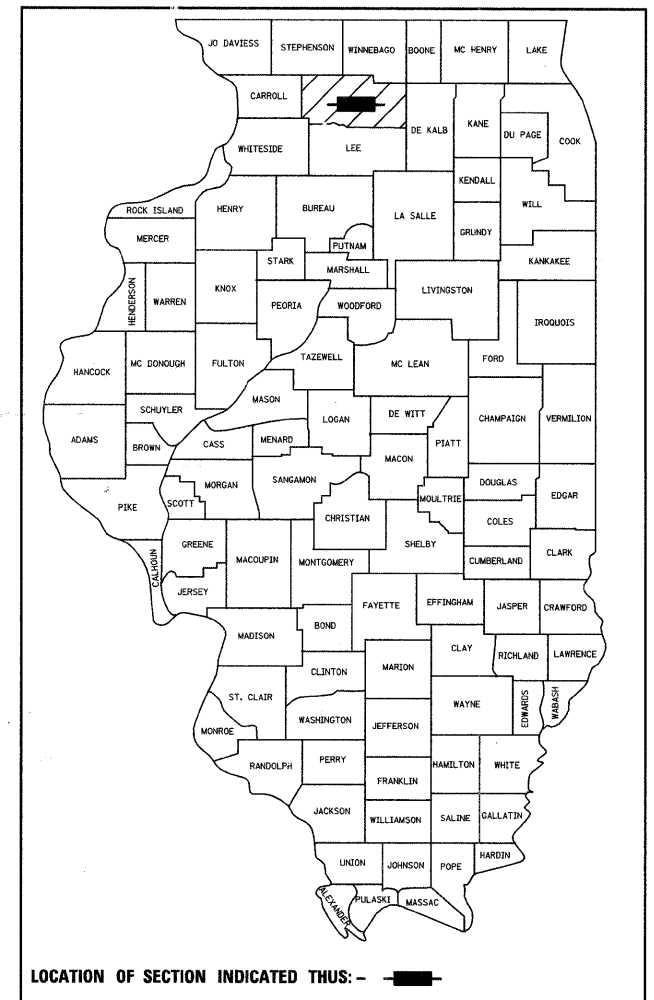 JO DAVIESS
STEPHENSON
WINNEBAGO
BOONE
MC HENRY
LAKE
CARROLL
DE KALB
KANE
DU PAGE
COOK
WHITESIDE
LEE
KENDALL
WILL
ROCK ISLAND
HENRY
BUREAU
LA SALLE
GRUNDY
MERCER
PUTNAM
KANKAKEE
STARK
MARSHALL
HENDERSON
WARREN
KNOX
PEORIA
WOODFORD
LIVINGSTON
IROQUOIS
HANCOCK
MC DONOUGH
FULTON
TAZEWELL
MC LEAN
FORD
MASON
SCHUYLER
LOGAN
DE WITT
CHAMPAIGN
VERMILION
ADAMS
BROWN
CASS
MENARD
PIATT
MACON
SANGAMON
MORGAN
DOUGLAS
EDGAR
PIKE
SCOTT
MOULTRIE
CHRISTIAN
COLES
GREENE
MACOUPIN
MONTGOMERY
SHELBY
CUMBERLAND
CLARK
CALHOUN
JERSEY
FAYETTE
EFFINGHAM
JASPER
CRAWFORD
MADISON
BOND
CLAY
RICHLAND
LAWRENCE
CLINTON
MARION
ST. CLAIR
WAYNE
EDWARDS
WABASH
WASHINGTON
JEFFERSON
MONROE
RANDOLPH
PERRY
HAMILTON
WHITE
FRANKLIN
JACKSON
WILLIAMSON
SALINE
GALLATIN
UNION
JOHNSON
POPE
HARDIN
ALEXANDER
PULASKI
MASSAC
LOCATION OF SECTION INDICATED THUS: -